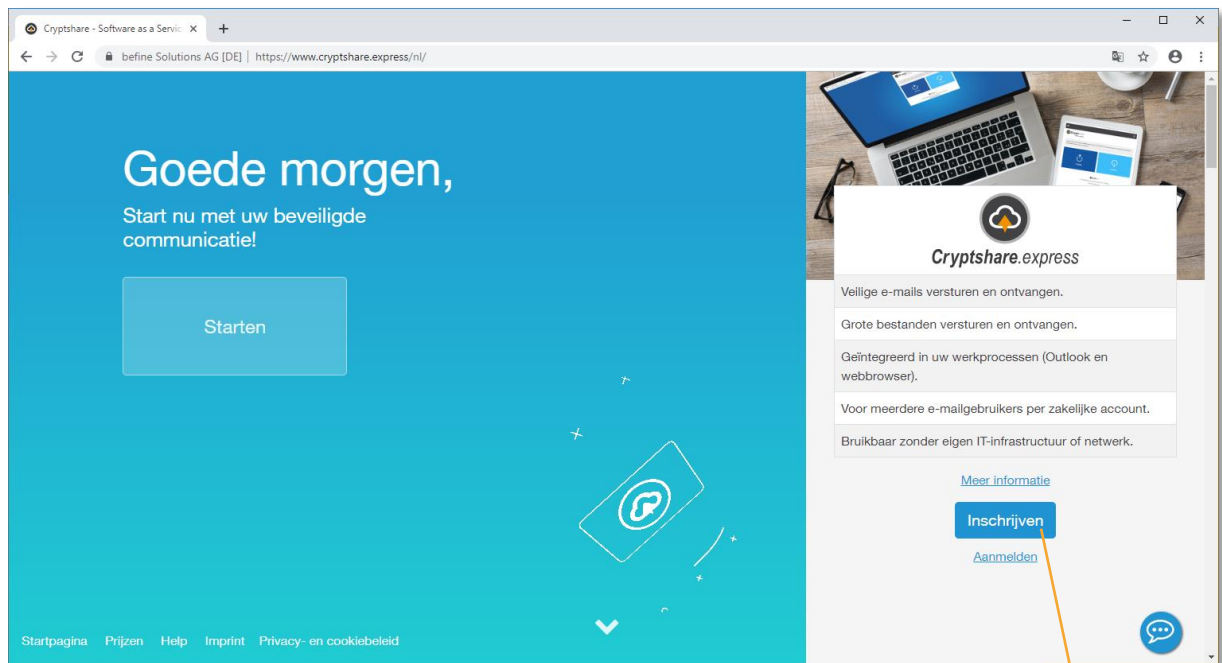 Cryptshare - Software as a Servic
befine Solutions AG [DE] | https://www.cryptshare.express/nl/
Goede morgen,
Start nu met uw beveiligde
communicatie!
Starten
Startpagina Prijzen Help Imprint Privacy- en cookiebeleid
Cryptshare.express
Veilige e-mails versturen en ontvangen.
Grote bestanden versturen en ontvangen.
Geïntegreerd in uw werkprocessen (Outlook en
webbrowser).
Voor meerdere e-mailgebruikers per zakelijke account.
Bruikbaar zonder eigen IT-infrastructuur of netwerk.
Meer informatie
Inschrijven
Aanmelden